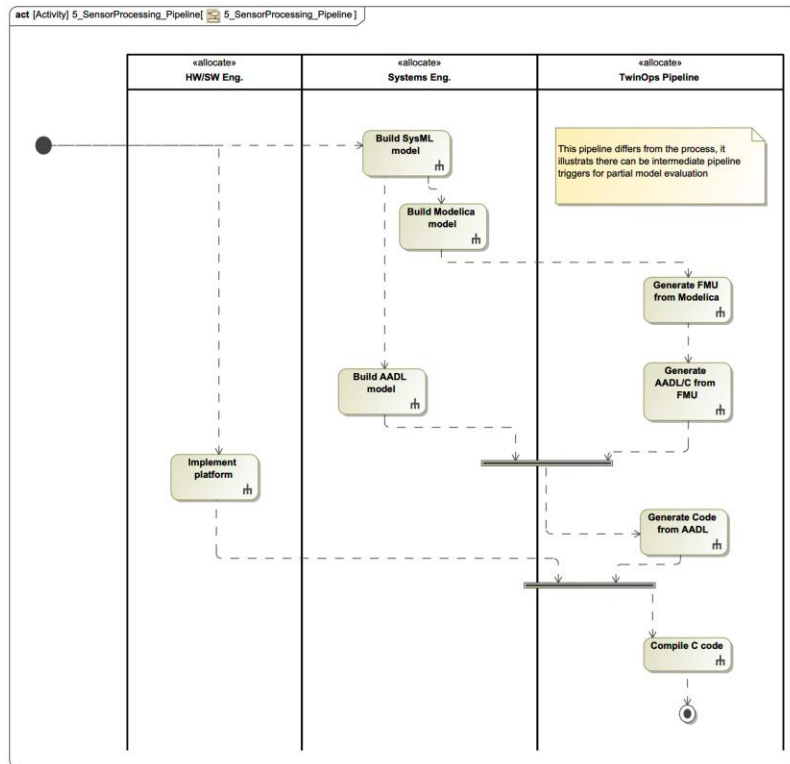 act [Activity] 5_SensorProcessing_Pipeline[ 5_SensorProcessing_Pipeline ]
«allocate»
HW/SW Eng.
«allocate»
Systems Eng.
«allocate»
TwinOps Pipeline
Build SysML
model
This pipeline differs from the process, it
illustrats there can be intermediate pipeline
triggers for partial model evaluation
Build Modelica
model
Generate FMU
from Modelica
Build AADL
model
Generate
AADL/C from
FMU
Implement
platform
Generate Code
from AADL
Compile C code